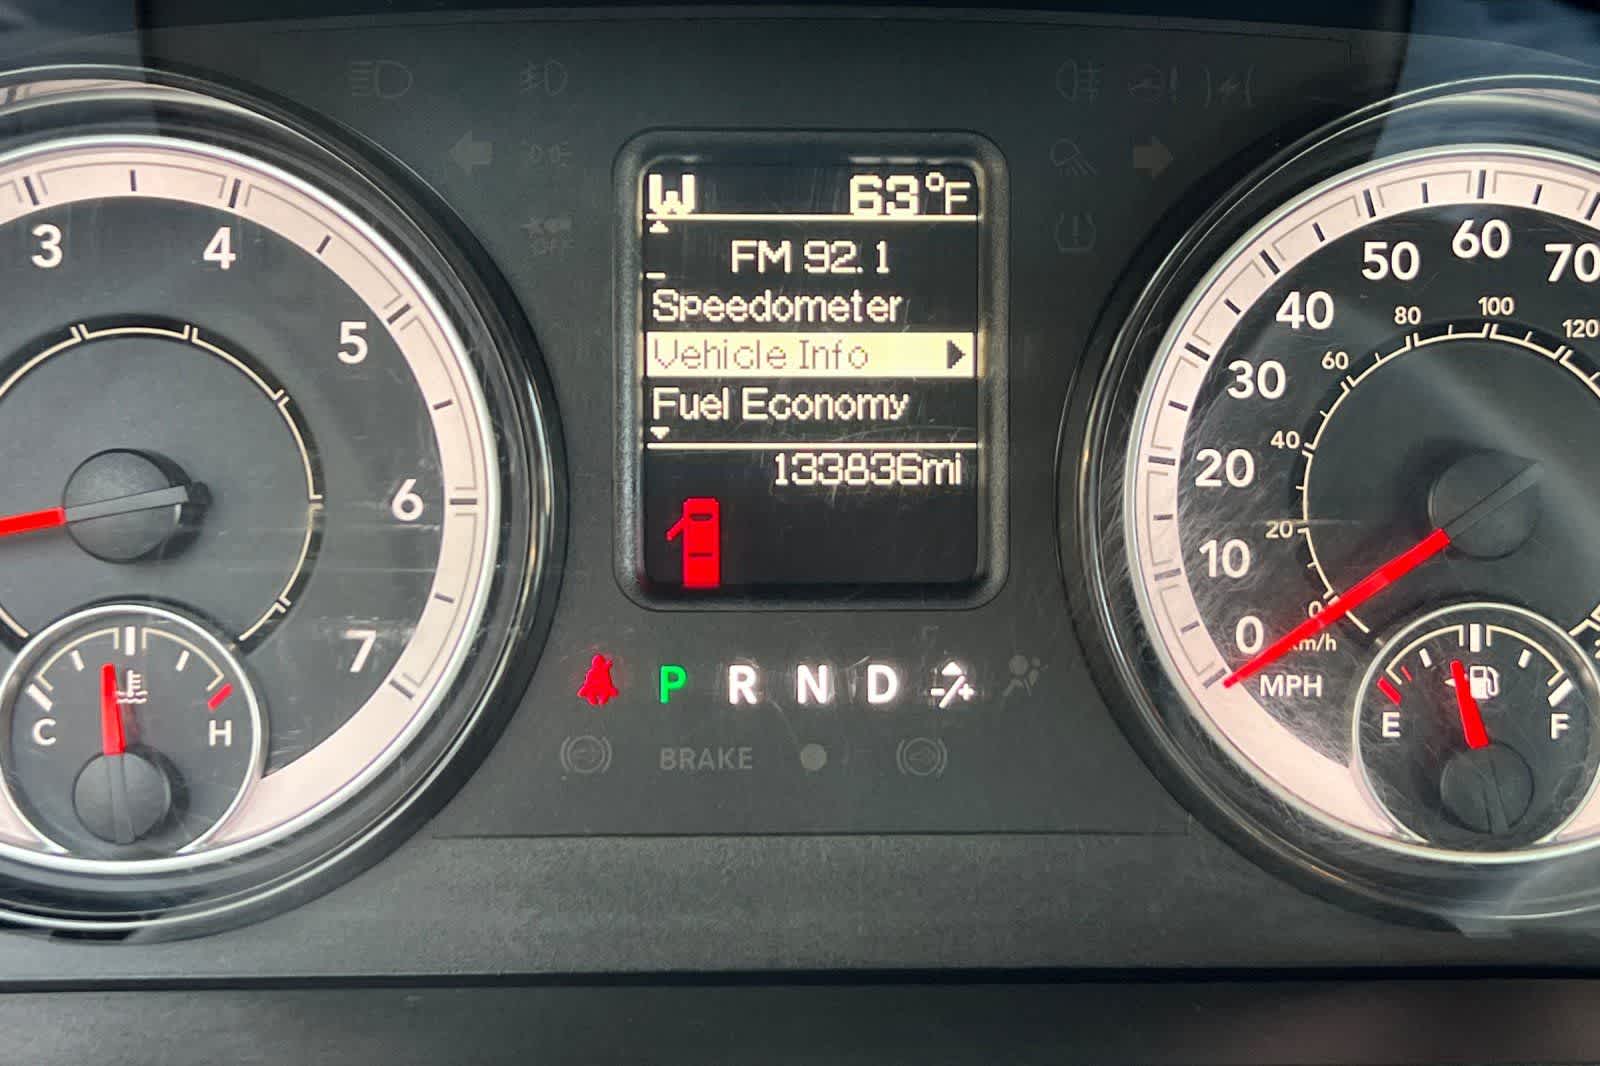 W 63°F
FM 92.1
Speedometer
Vehicle Info
Fuel Economy
133836mi
3 4 5 6 7
C H
P R N D
BRAKE
0 10 20 30 40 50 60 70
0 20 40 60 80 100 120
km/h
MPH
E F